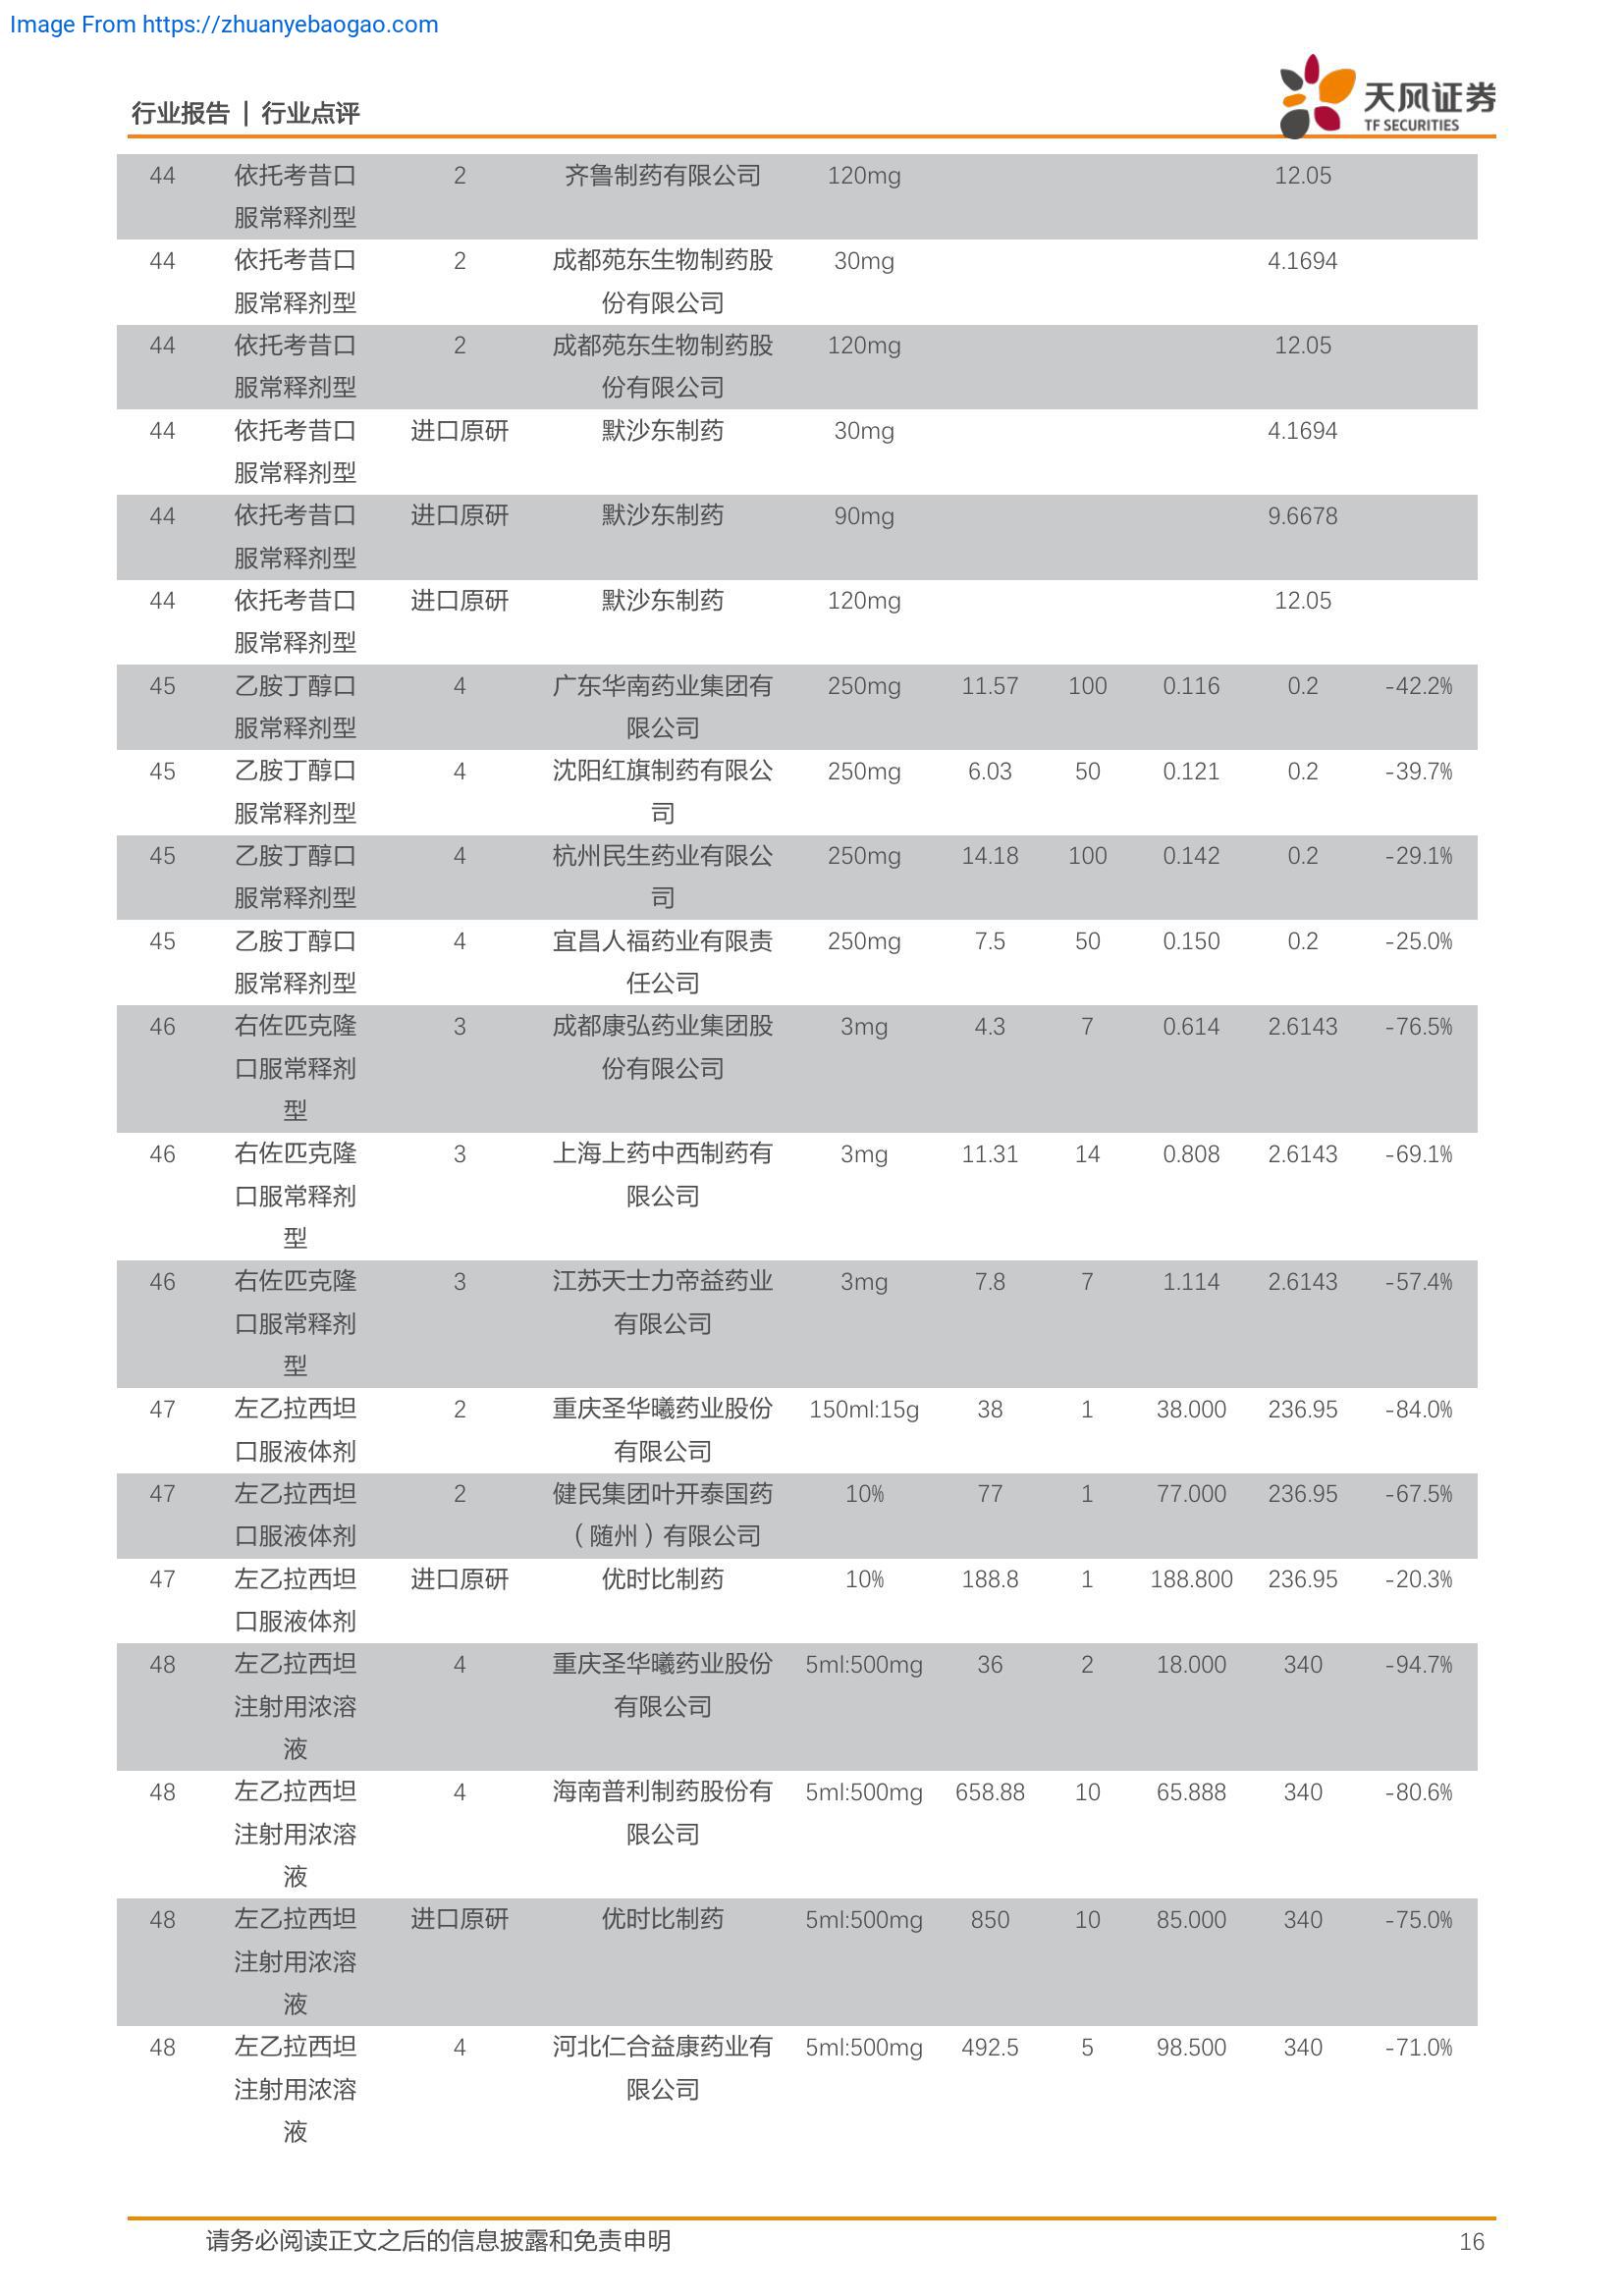 Image From https://zhuanyebaogao.com
行业报告 | 行业点评
天风证券
TF SECURITIES
44 依托考昔口 2 齐鲁制药有限公司 120mg 12.05
服常释剂型
44 依托考昔口 2 成都苑东生物制药股 30mg 4.1694
服常释剂型 份有限公司
44 依托考昔口 2 成都苑东生物制药股 120mg 12.05
服常释剂型 份有限公司
44 依托考昔口 进口原研 默沙东制药 30mg 4.1694
服常释剂型
44 依托考昔口 进口原研 默沙东制药 90mg 9.6678
服常释剂型
44 依托考昔口 进口原研 默沙东制药 120mg 12.05
服常释剂型
45 乙胺丁醇口 4 广东华南药业集团有 250mg 11.57 100 0.116 0.2 -42.2%
服常释剂型 限公司
45 乙胺丁醇口 4 沈阳红旗制药有限公 250mg 6.03 50 0.121 0.2 -39.7%
服常释剂型 司
45 乙胺丁醇口 4 杭州民生药业有限公 250mg 14.18 100 0.142 0.2 -29.1%
服常释剂型 司
45 乙胺丁醇口 4 宜昌人福药业有限责 250mg 7.5 50 0.150 0.2 -25.0%
服常释剂型 任公司
46 右佐匹克隆 3 成都康弘药业集团股 3mg 4.3 7 0.614 2.6143 -76.5%
口服常释剂 份有限公司
型
46 右佐匹克隆 3 上海上药中西制药有 3mg 11.31 14 0.808 2.6143 -69.1%
口服常释剂 限公司
型
46 右佐匹克隆 3 江苏天士力帝益药业 3mg 7.8 7 1.114 2.6143 -57.4%
口服常释剂 有限公司
型
47 左乙拉西坦 2 重庆圣华曦药业股份 150ml:15g 38 1 38.000 236.95 -84.0%
口服液体剂 有限公司
47 左乙拉西坦 2 健民集团叶开泰国药 10% 77 1 77.000 236.95 -67.5%
口服液体剂 （随州）有限公司
47 左乙拉西坦 进口原研 优时比制药 10% 188.8 1 188.800 236.95 -20.3%
口服液体剂
48 左乙拉西坦 4 重庆圣华曦药业股份 5ml:500mg 36 2 18.000 340 -94.7%
注射用浓溶 有限公司
液
48 左乙拉西坦 4 海南普利制药股份有 5ml:500mg 658.88 10 65.888 340 -80.6%
注射用浓溶 限公司
液
48 左乙拉西坦 进口原研 优时比制药 5ml:500mg 850 10 85.000 340 -75.0%
注射用浓溶
液
48 左乙拉西坦 4 河北仁合益康药业有 5ml:500mg 492.5 5 98.500 340 -71.0%
注射用浓溶 限公司
液
请务必阅读正文之后的信息披露和免责申明 16